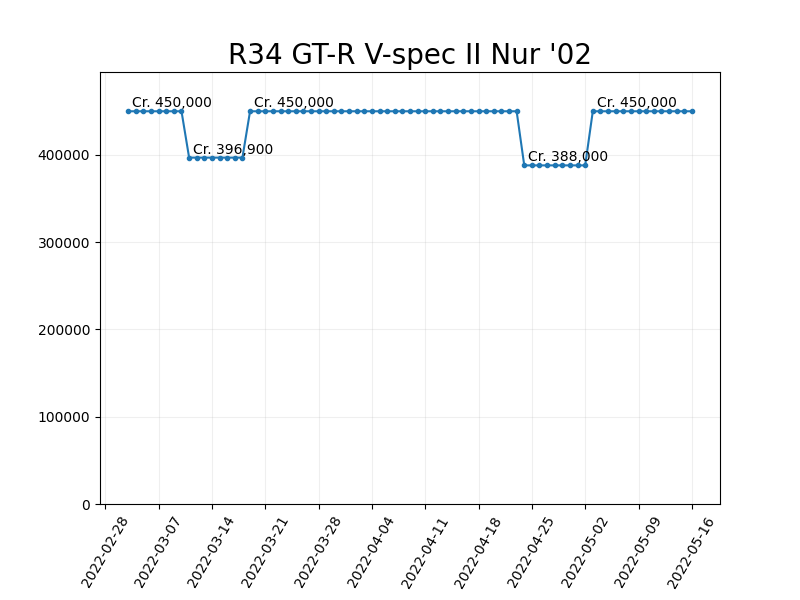 R34 GT-R V-spec II Nur '02
Cr. 450,000
Cr. 450,000
Cr. 450,000
Cr. 396,900
Cr. 388,000
400000
300000
200000
100000
0
2022-02-28
2022-03-07
2022-03-14
2022-03-21
2022-03-28
2022-04-04
2022-04-11
2022-04-18
2022-04-25
2022-05-02
2022-05-09
2022-05-16